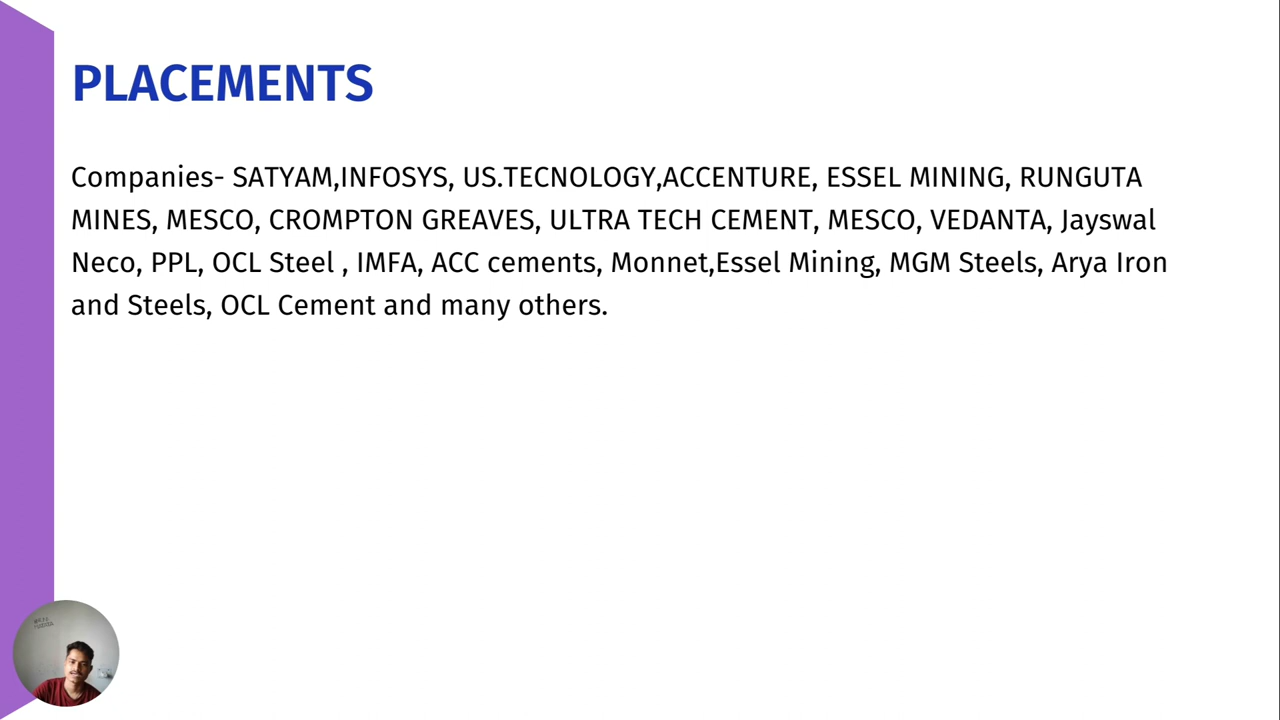 PLACEMENTS
Companies- SATYAM,INFOSYS, US.TECNOLOGY,ACCENTURE, ESSEL MINING, RUNGUTA
MINES, MESCO, CROMPTON GREAVES, ULTRA TECH CEMENT, MESCO, VEDANTA, Jayswal
Neco, PPL, OCL Steel , IMFA, ACC cements, Monnet,Essel Mining, MGM Steels, Arya Iron
and Steels, OCL Cement and many others.